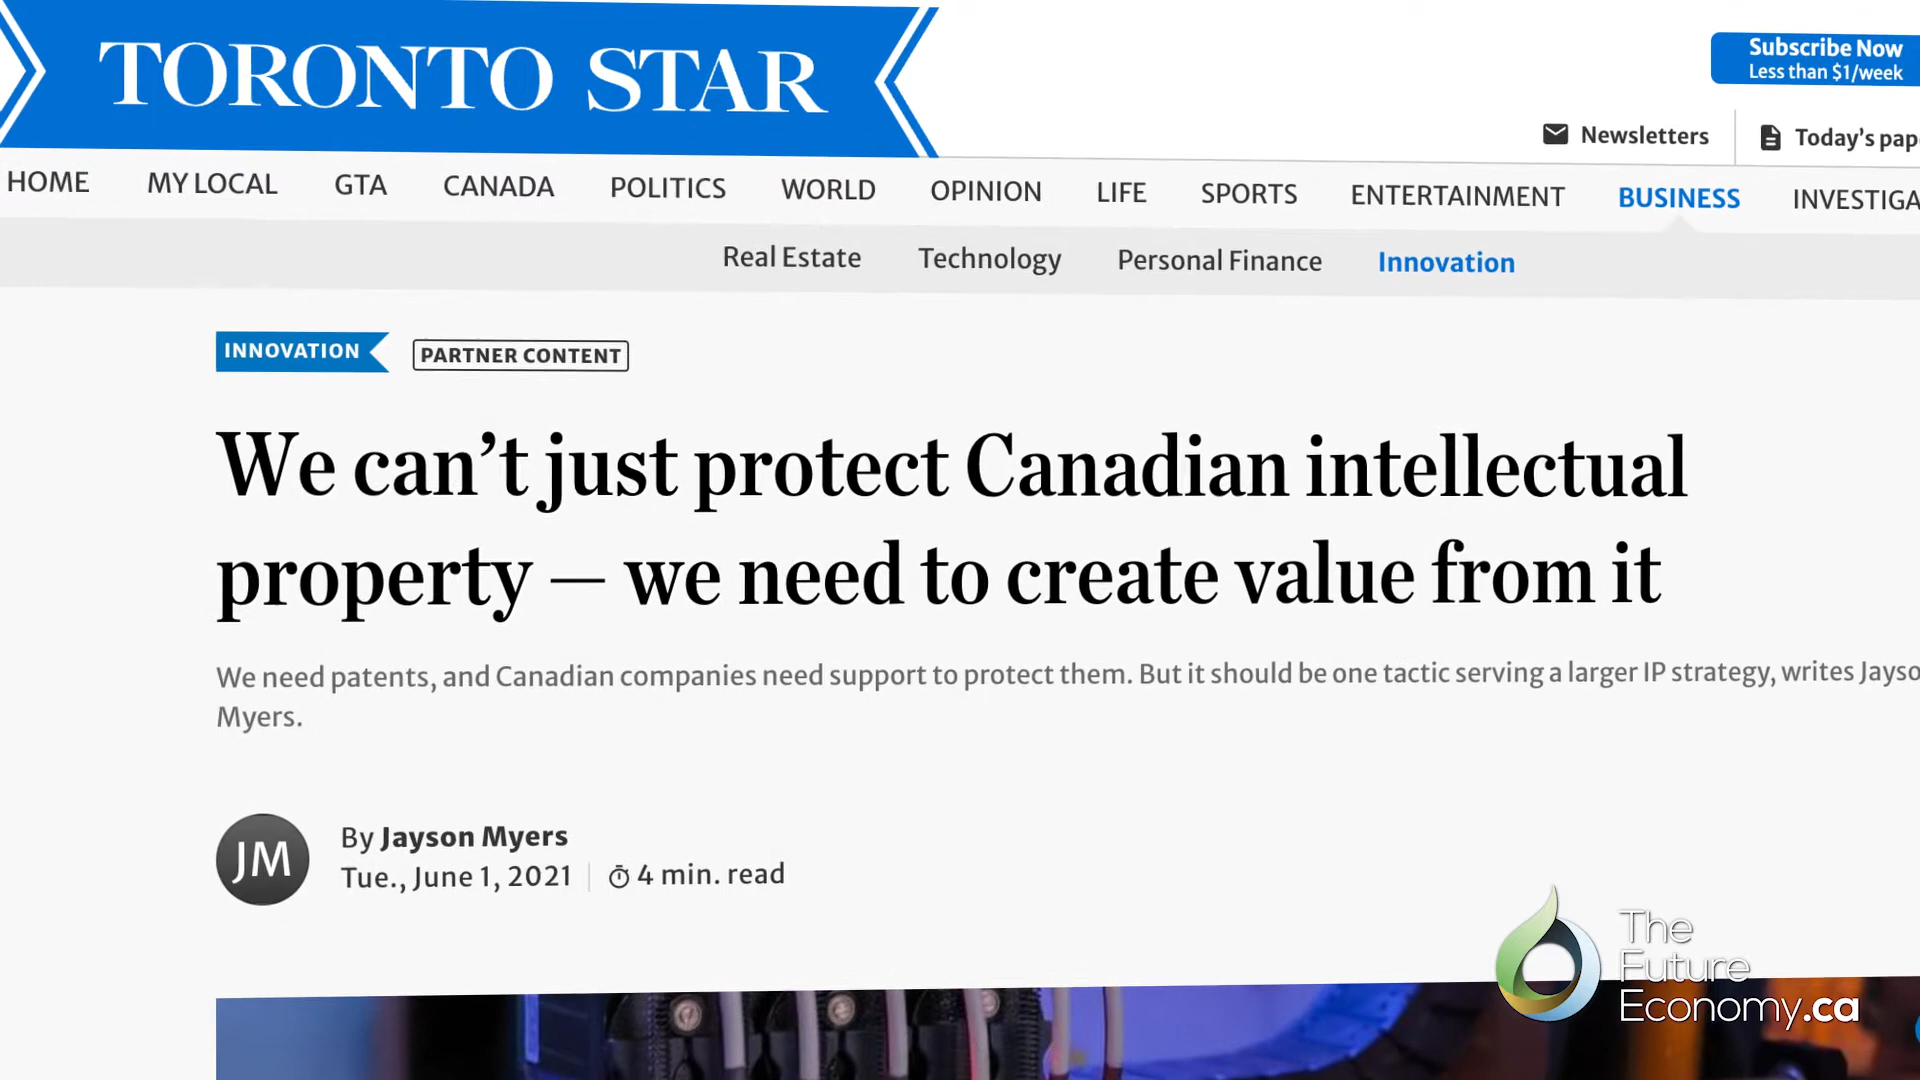 TORONTO STAR
Subscribe Now
Less than $1/week
Newsletters
Today's pap
HOME MY LOCAL GTA CANADA POLITICS WORLD OPINION LIFE SPORTS ENTERTAINMENT BUSINESS INVESTIGA
Real Estate Technology Personal Finance Innovation
INNOVATION PARTNER CONTENT
We can’t just protect Canadian intellectual
property — we need to create value from it
We need patents, and Canadian companies need support to protect them. But it should be one tactic serving a larger IP strategy, writes Jayso
Myers.
JM
By Jayson Myers
Tue., June 1, 2021 4 min. read
The
Future
Economy.ca